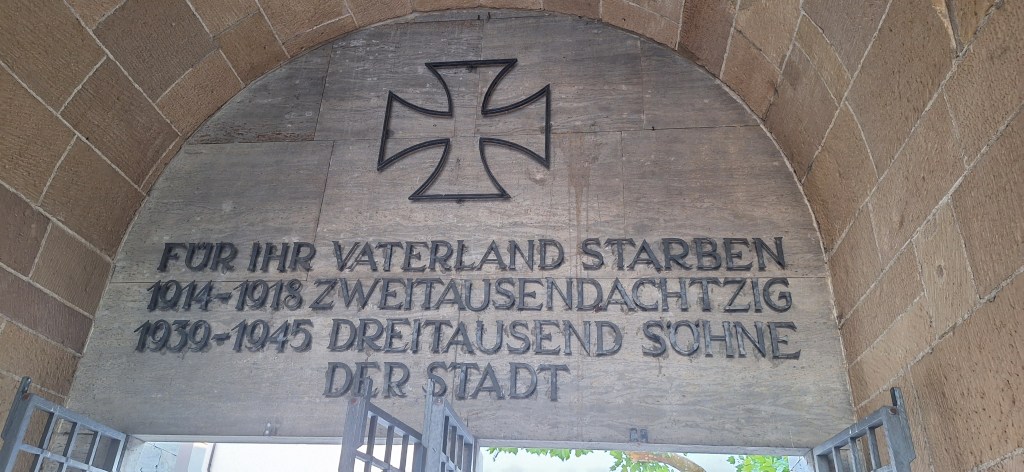 FÜR IHR VATERLAND STARBEN
1914-1918 ZWEITAUSENDACHTZIG
1939-1945 DREITAUSEND SÖHNE
DER STADT